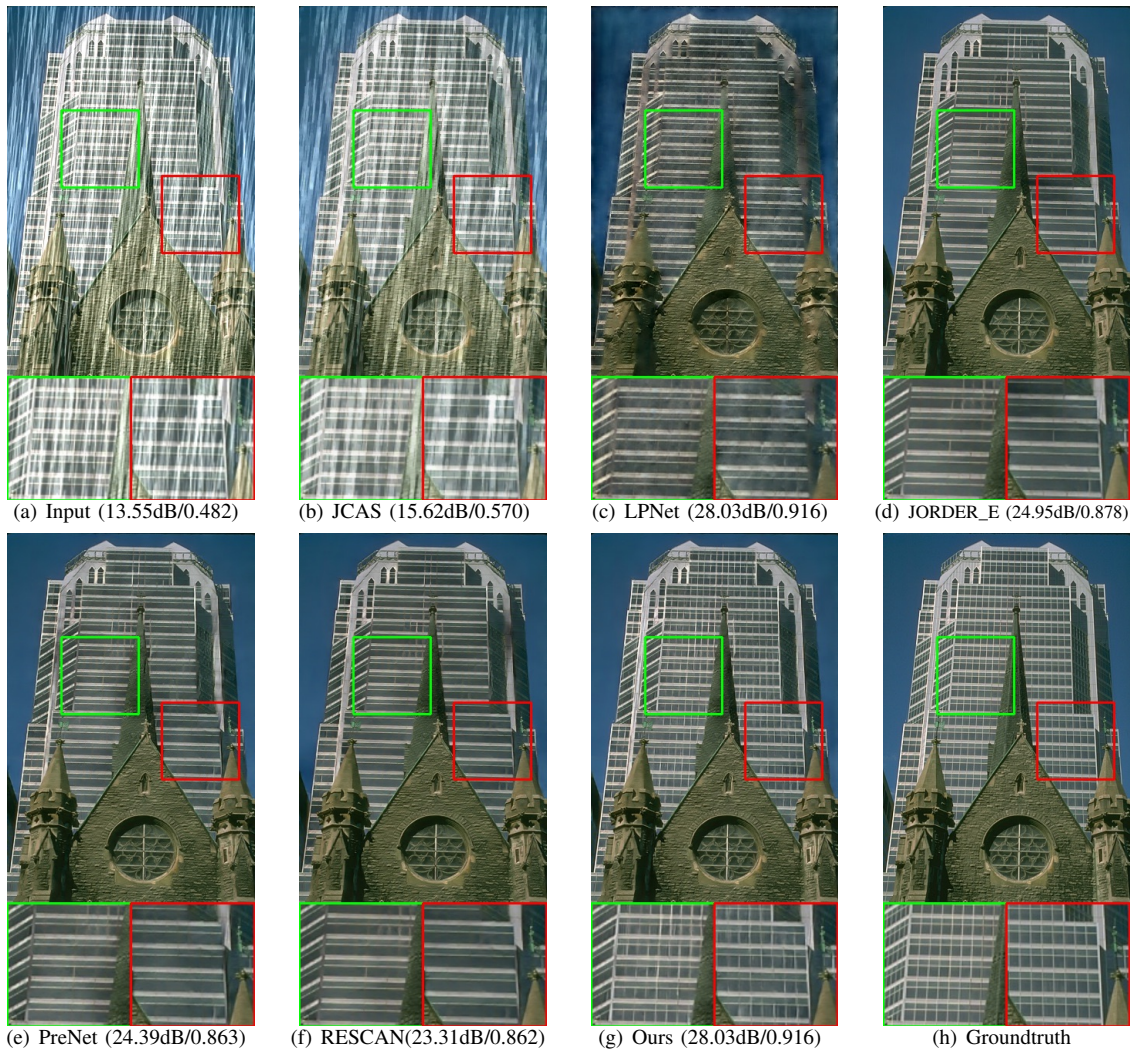 (a) Input (13.55dB/0.482)
(b) JCAS (15.62dB/0.570)
(c) LPNet (28.03dB/0.916)
(d) JORDER_E (24.95dB/0.878)
(e) PreNet (24.39dB/0.863)
(f) RESCAN(23.31dB/0.862)
(g) Ours (28.03dB/0.916)
(h) Groundtruth